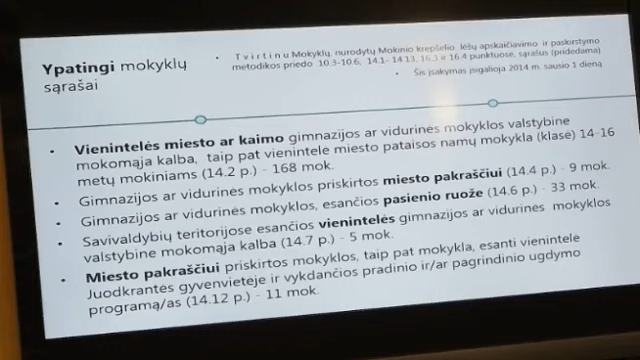 Ypatingi mokyklų
sąrašai
• Tvirtinu Mokyklų, nurodytų Mokinio krepšelio lėšų apskaičiavimo ir paskirstymo
metodikos priedo 10.3-10.6, 14.1- 14.13, 16.3 ir 16.4 punktuose, sąrašus (pridedama)
• Šis įsakymas įsigalioja 2014 m. sausio 1 dieną
• Vienintelės miesto ar kaimo gimnazijos ar vidurinės mokyklos valstybine
mokomąja kalba, taip pat vienintelė miesto pataisos namų mokykla (klasė) 14-16
metų mokiniams (14.2 p.) - 168 mok.
• Gimnazijos ar vidurinės mokyklos priskirtos miesto pakraščiui (14.4 p.) - 9 mok.
• Gimnazijos ar vidurinės mokyklos, esančios pasienio ruože (14.6 p.) - 33 mok.
• Savivaldybių teritorijose esančios vienintelės gimnazijos ar vidurinės mokyklos
valstybine mokomąja kalba (14.7 p.) - 5 mok.
• Miesto pakraščiui priskirtos mokyklos, taip pat mokykla, esanti vienintelė
Juodkrantės gyvenvietėje ir vykdančios pradinio ir/ar pagrindinio ugdymo
programą/as (14.12 p.) - 11 mok.